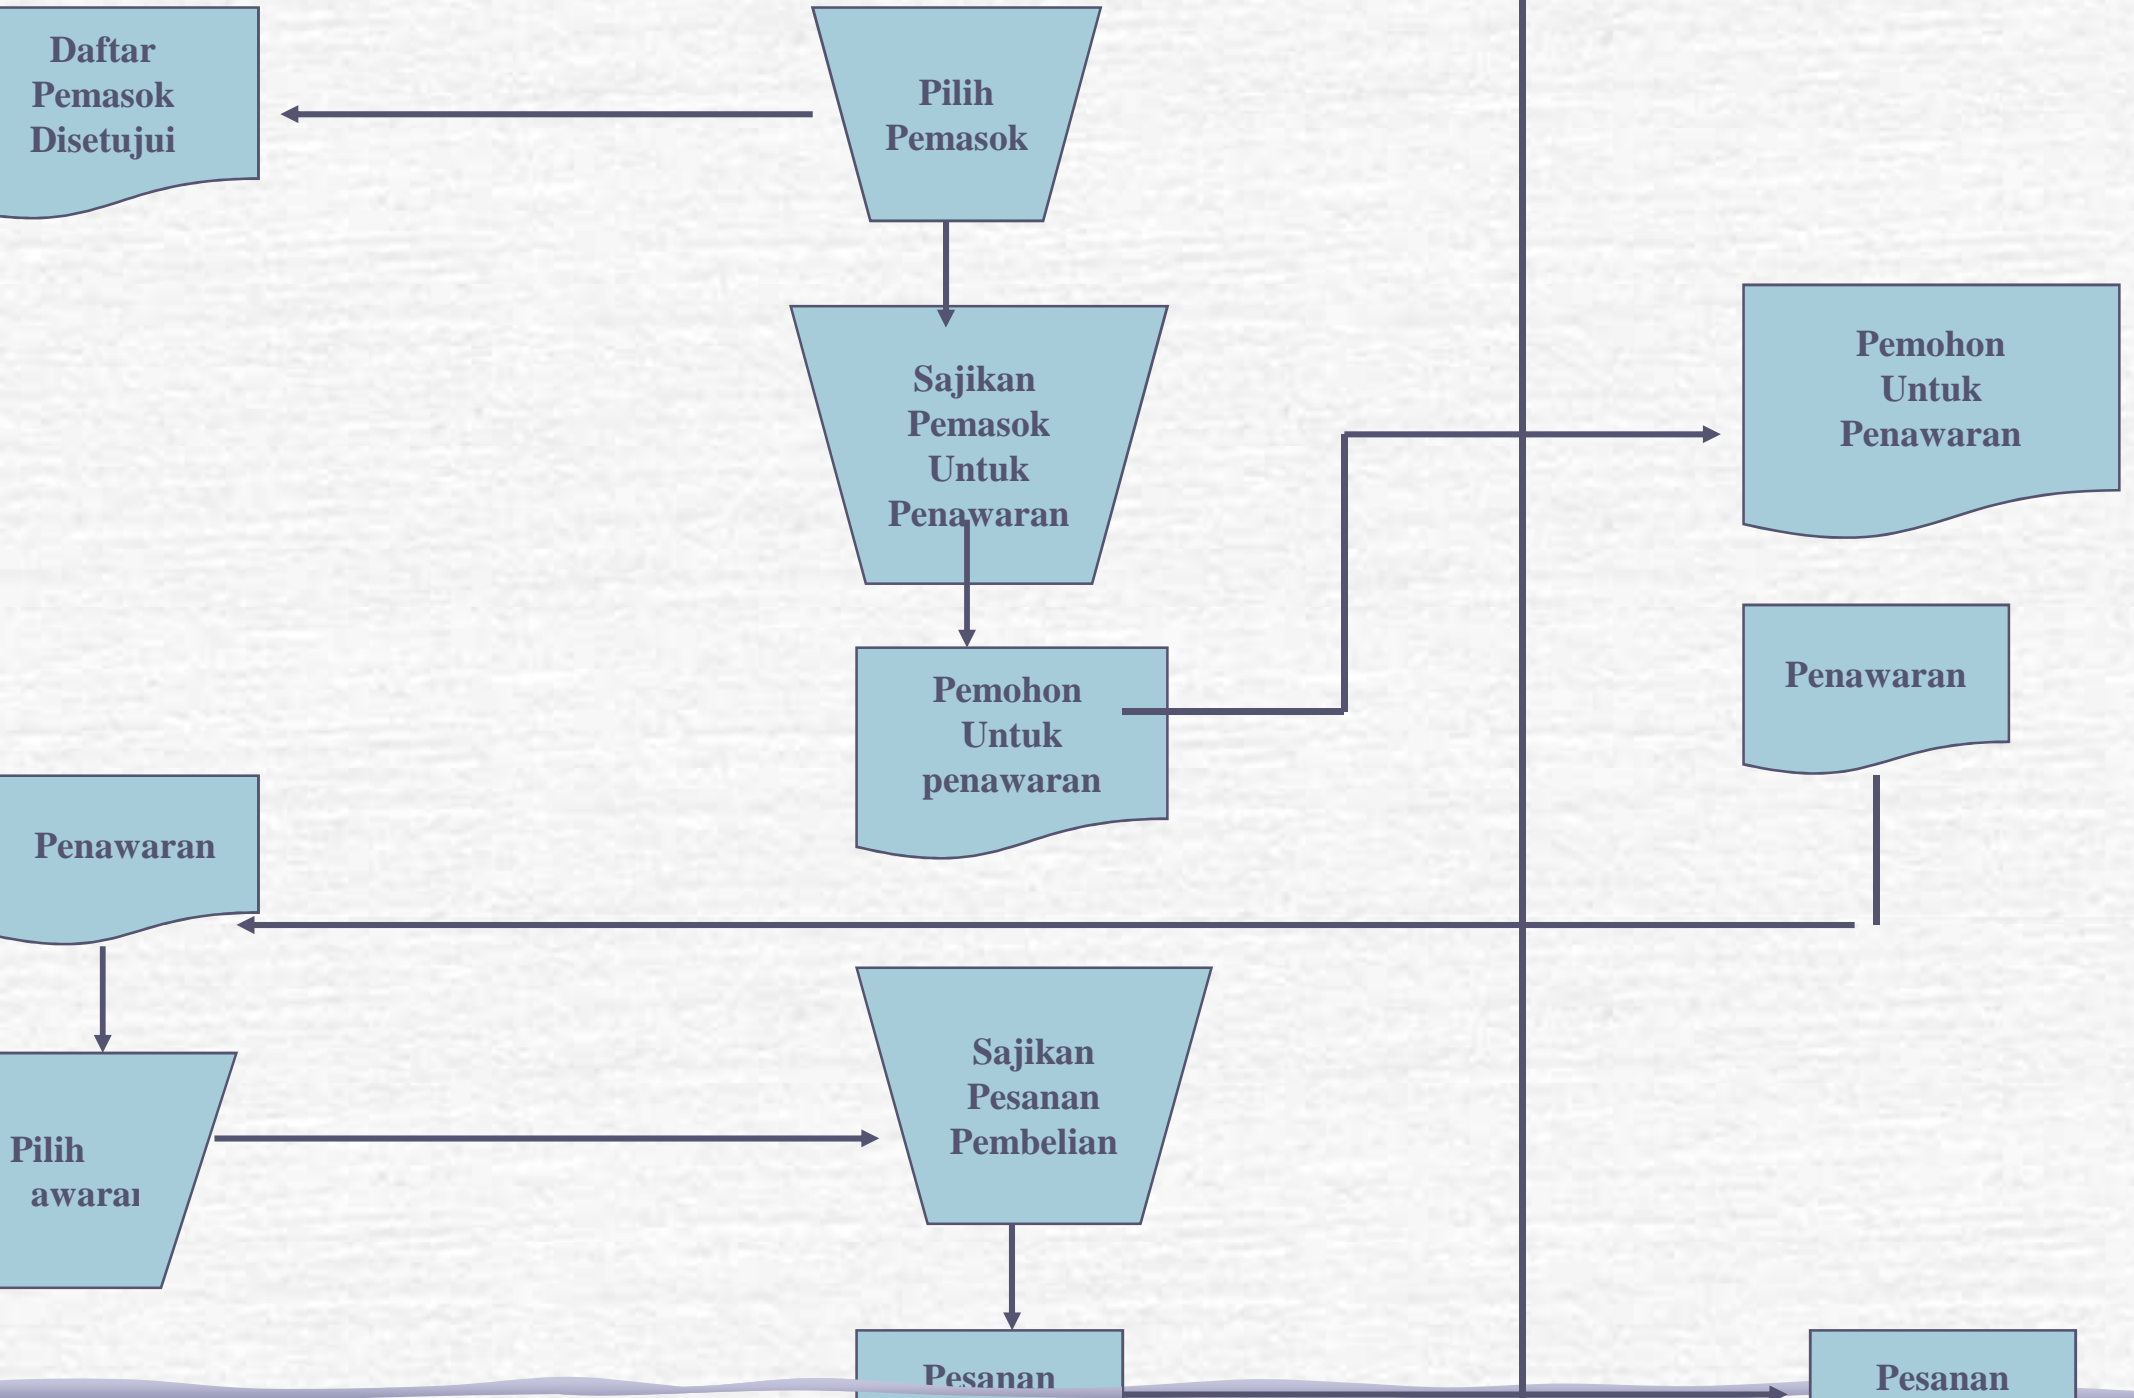 Daftar
Pemasok
Disetujui
Pilih
Pemasok
Sajikan
Pemasok
Untuk
Penawaran
Pemohon
Untuk
Penawaran
Pemohon
Untuk
penawaran
Penawaran
Penawaran
Pilih
Sajikan
Pesanan
Pembelian
Pesanan
Pesanan